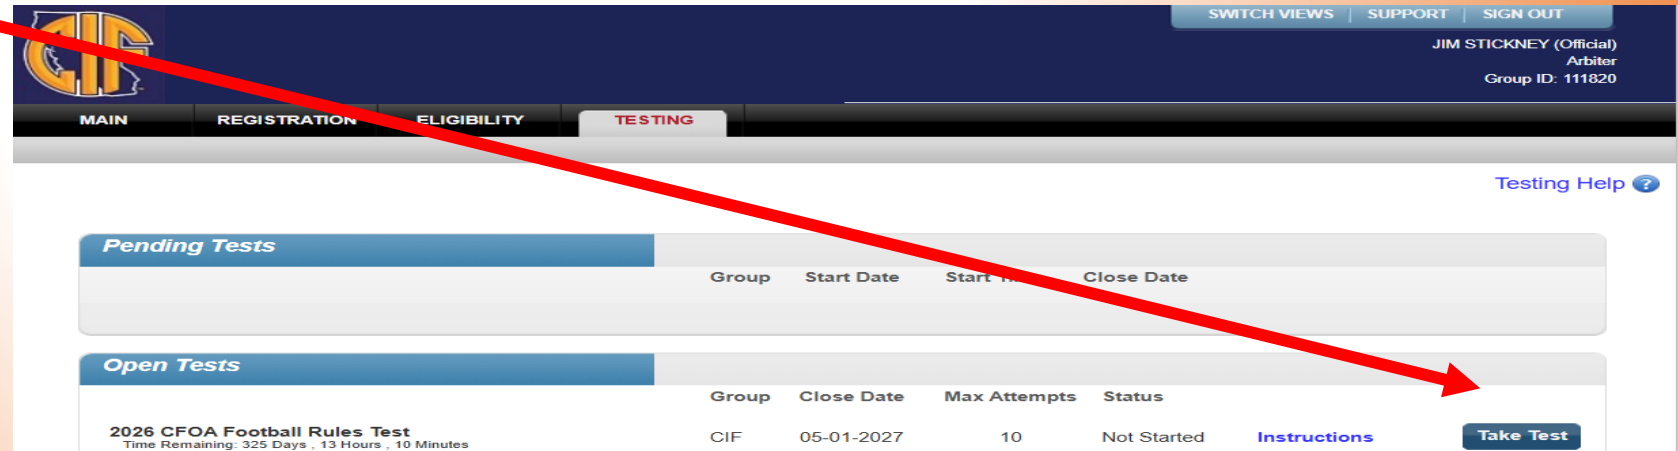 SWITCH VIEWS | SUPPORT | SIGN OUT
CIF
JIM STICKNEY (Official)
Arbiter
Group ID: 111820
MAIN REGISTRATION ELIGIBILITY TESTING
Testing Help ?
Pending Tests
Group Start Date Start Close Date
Open Tests
Group Close Date Max Attempts Status
2026 CFOA Football Rules Test
Time Remaining: 325 Days , 13 Hours , 10 Minutes
CIF 05-01-2027 10 Not Started Instructions Take Test